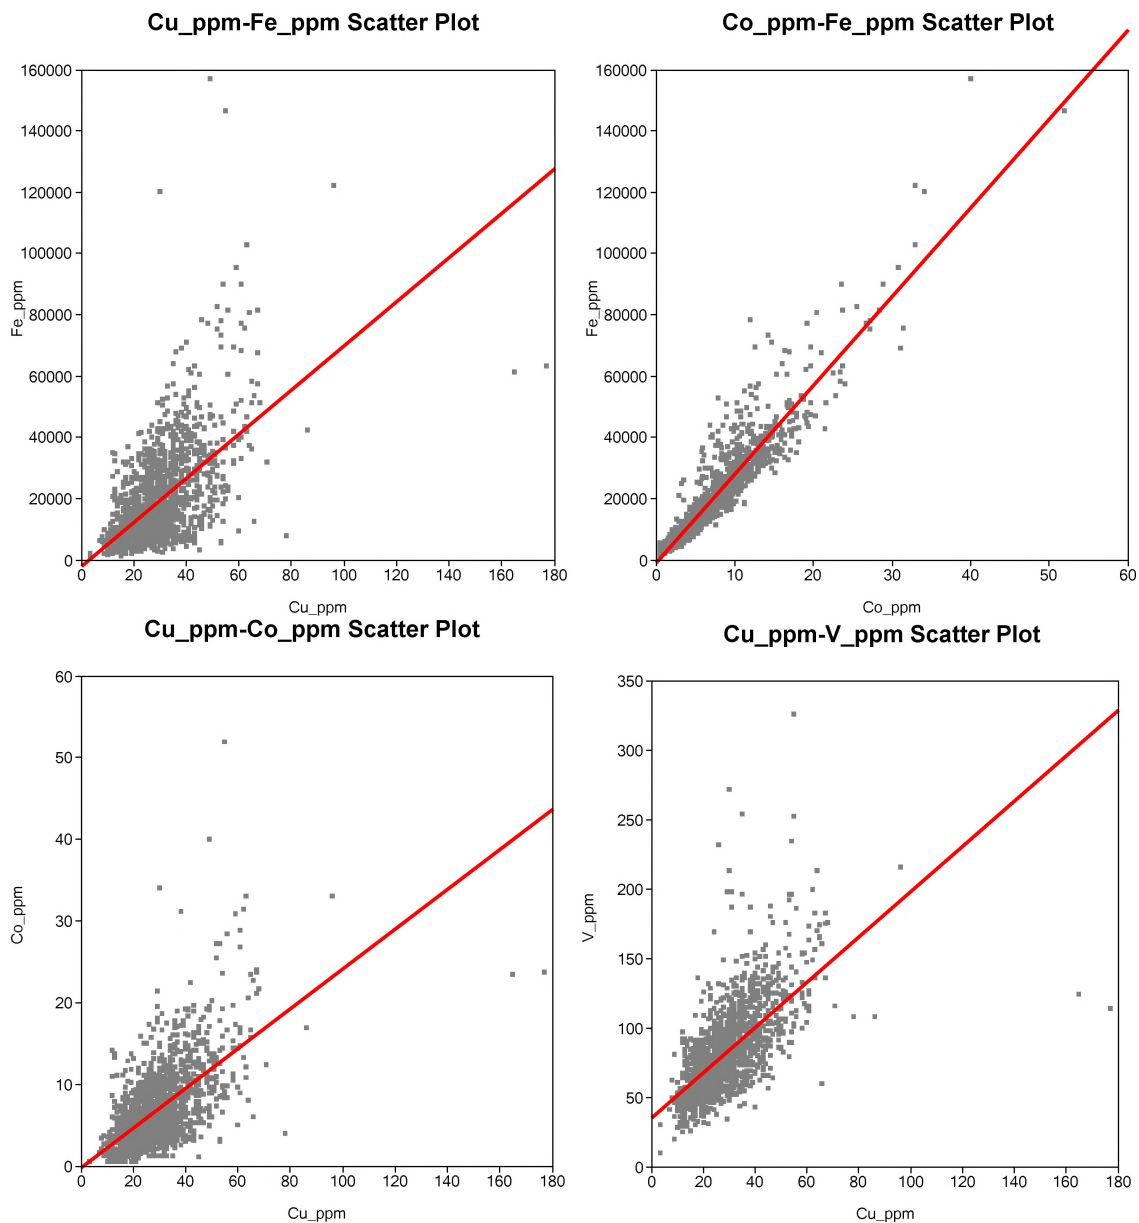 Cu_ppm-Fe_ppm Scatter Plot
160000
140000
120000
100000
80000
60000
40000
20000
0
Fe_ppm
0 20 40 60 80 100 120 140 160 180
Cu_ppm
Co_ppm-Fe_ppm Scatter Plot
160000
140000
120000
100000
80000
60000
40000
20000
0
Fe_ppm
0 10 20 30 40 50 60
Co_ppm
Cu_ppm-Co_ppm Scatter Plot
60
50
40
30
20
10
0
Co_ppm
0 20 40 60 80 100 120 140 160 180
Cu_ppm
Cu_ppm-V_ppm Scatter Plot
350
300
250
200
150
100
50
0
V_ppm
0 20 40 60 80 100 120 140 160 180
Cu_ppm